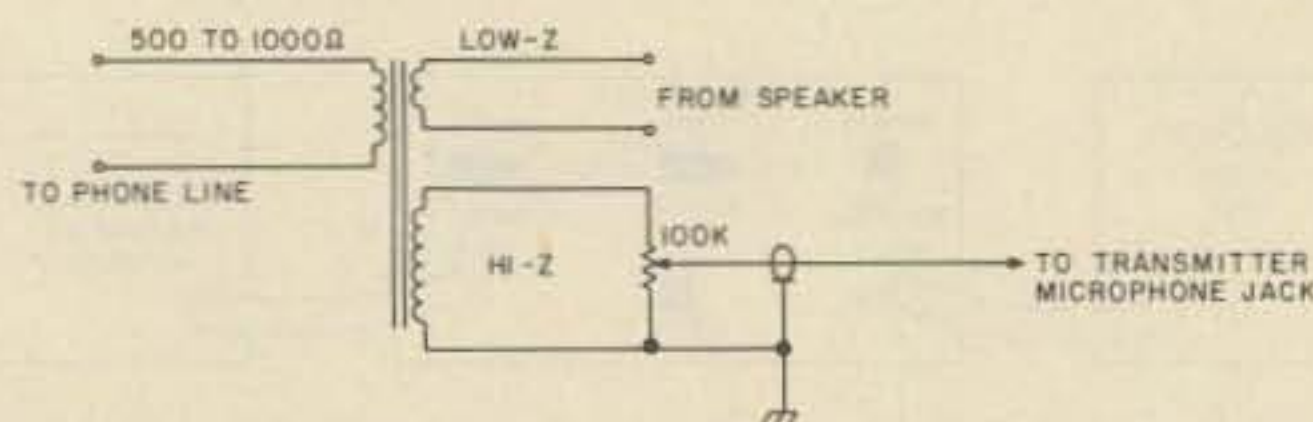 500 TO 1000Ω
LOW-Z
FROM SPEAKER
TO PHONE LINE
100K
HI-Z
TO TRANSMITTER
MICROPHONE JACK